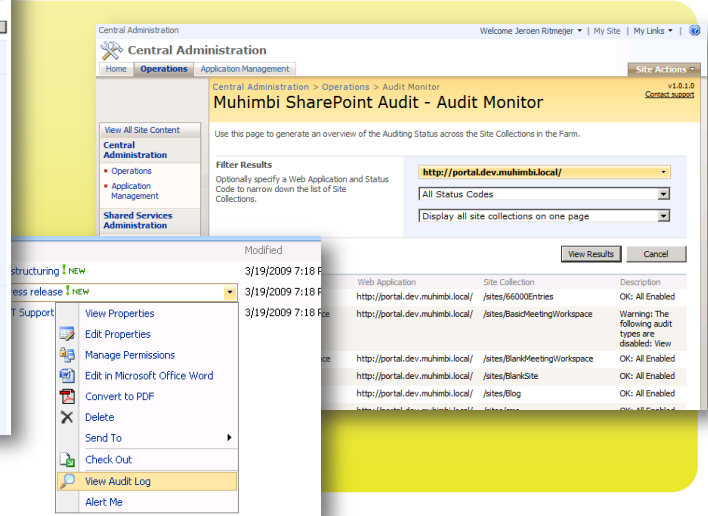 Central Administration
Welcome Jeroen Ritmeijer | My Site | My Links |
Central Administration
Home Operations Application Management
Site Actions
Central Administration > Operations > Audit Monitor
v1.0.1.0
Muhimbi SharePoint Audit - Audit Monitor
Contact support
View All Site Content
Use this page to generate an overview of the Auditing Status across the Site Collections in the Farm.
Central
Administration
Operations
Application
Management
Shared Services
Administration
Filter Results
Optionally specify a Web Application and Status
Code to narrow down the list of Site
Collections.
http://portal.dev.muhimbi.local/
All Status Codes
Display all site collections on one page
View Results Cancel
Web Application Site Collection Description
http://portal.dev.muhimbi.local/ /sites/66000Entries OK: All Enabled
http://portal.dev.muhimbi.local/ /sites/BasicMeetingWorkspace Warning: The
following audit
types are
disabled: View
http://portal.dev.muhimbi.local/ /sites/BlankMeetingWorkspace OK: All Enabled
http://portal.dev.muhimbi.local/ /sites/BlankSite OK: All Enabled
http://portal.dev.muhimbi.local/ /sites/Blog OK: All Enabled
Modified
structuring ! NEW 3/19/2009 7:18
release ! NEW 3/19/2009 7:18
Support 3/19/2009 7:18
View Properties
Edit Properties
Manage Permissions
Edit in Microsoft Office Word
Convert to PDF
Delete
Send To
Check Out
View Audit Log
Alert Me